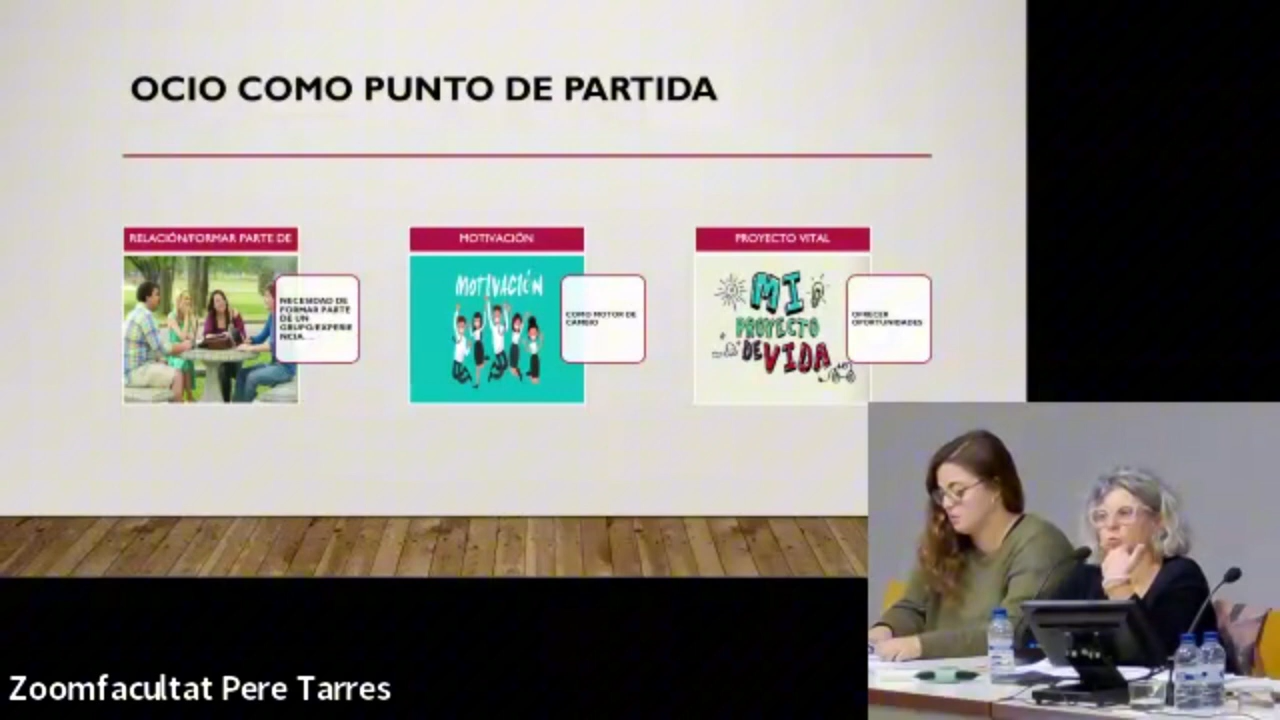 OCIO COMO PUNTO DE PARTIDA
RELACIÓN/FORMAR PARTE DE
NECESIDAD DE
FORMAR PARTE
DE UN
GRUPO/EXPERIE
NCIA...
MOTIVACIÓN
MOTIVACIÓN
COMO MOTOR DE
CAMBIO
PROYECTO VITAL
MI
PROYECTO
DE VIDA
OFRECER
OPORTUNIDADES
Zoomfacultat Pere Tarres